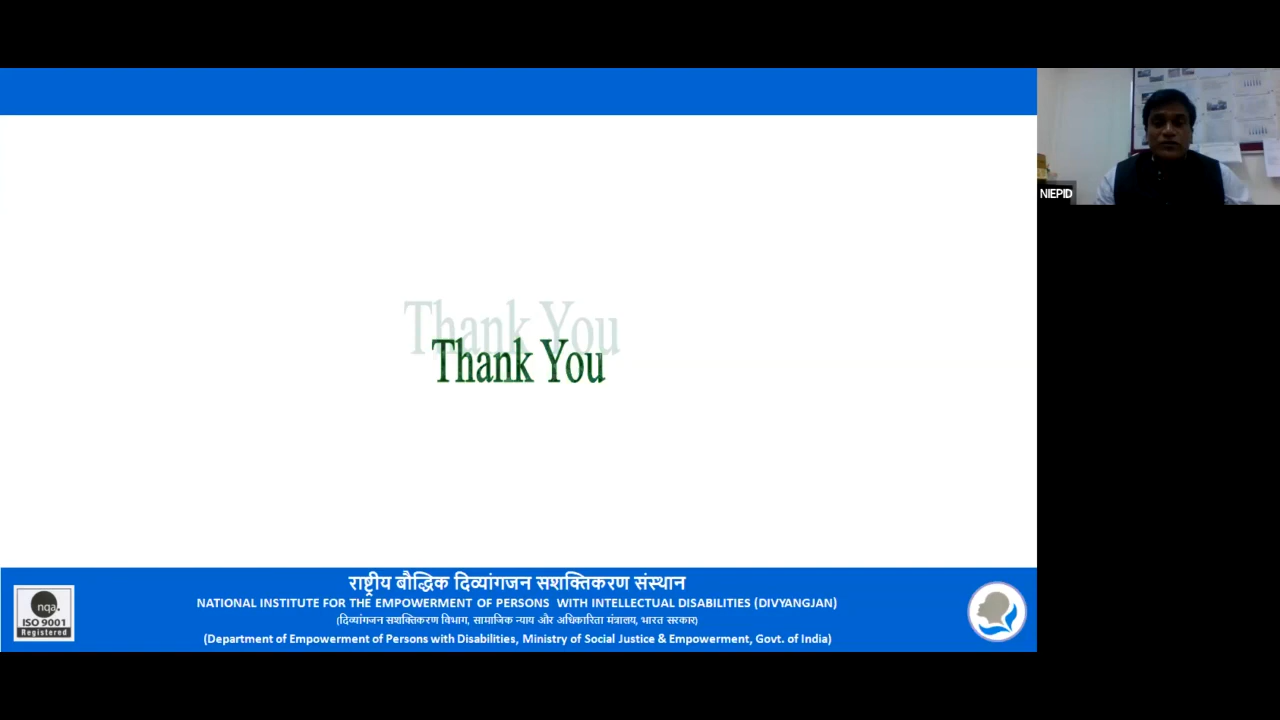 Thank You
Thank You
NIEPID
nqa.
ISO 9001
Registered
राष्ट्रीय बौद्धिक दिव्यांगजन सशक्तिकरण संस्थान
NATIONAL INSTITUTE FOR THE EMPOWERMENT OF PERSONS WITH INTELLECTUAL DISABILITIES (DIVYANGJAN)
(दिव्यांगजन सशक्तिकरण विभाग, सामाजिक न्याय और अधिकारिता मंत्रालय, भारत सरकार)
(Department of Empowerment of Persons with Disabilities, Ministry of Social Justice & Empowerment, Govt. of India)